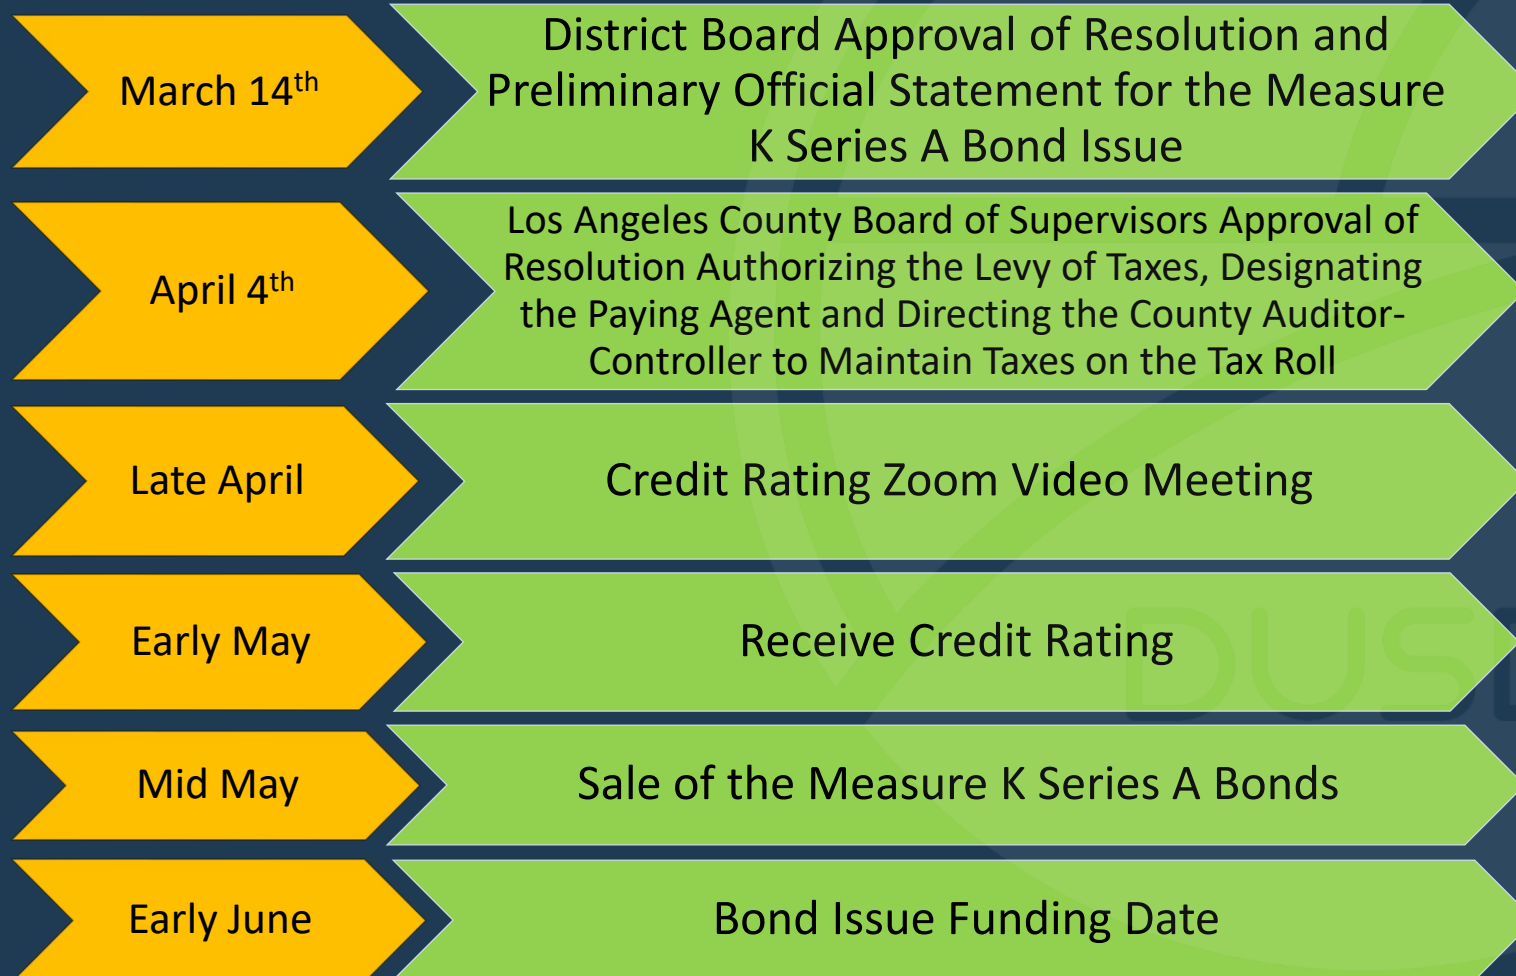 March 14th
District Board Approval of Resolution and
Preliminary Official Statement for the Measure
K Series A Bond Issue
April 4th
Los Angeles County Board of Supervisors Approval of
Resolution Authorizing the Levy of Taxes, Designating
the Paying Agent and Directing the County Auditor-
Controller to Maintain Taxes on the Tax Roll
Late April
Credit Rating Zoom Video Meeting
Early May
Receive Credit Rating
DUS
Mid May
Sale of the Measure K Series A Bonds
Early June
Bond Issue Funding Date